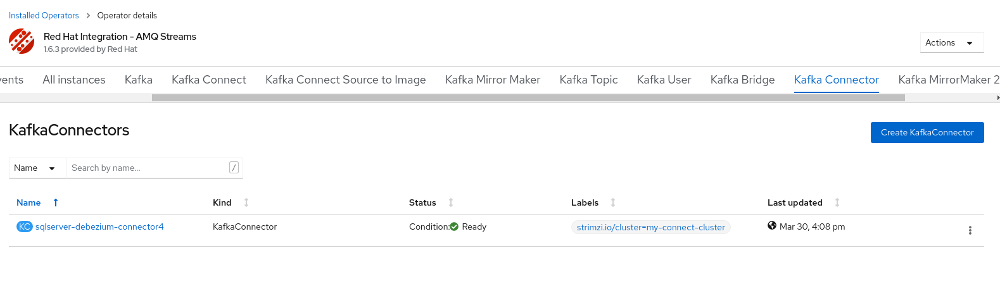 Installed Operators > Operator details
Red Hat Integration - AMQ Streams
1.6.3 provided by Red Hat
Actions
vents All instances Kafka Kafka Connect Kafka Connect Source to Image Kafka Mirror Maker Kafka Topic Kafka User Kafka Bridge Kafka Connector Kafka MirrorMaker 2
KafkaConnectors
Create KafkaConnector
Name Search by name... /
Name Kind Status Labels Last updated
KC sqlserver-debezium-connector4 KafkaConnector Condition: Ready strimzi.io/cluster=my-connect-cluster Mar 30, 4:08 pm